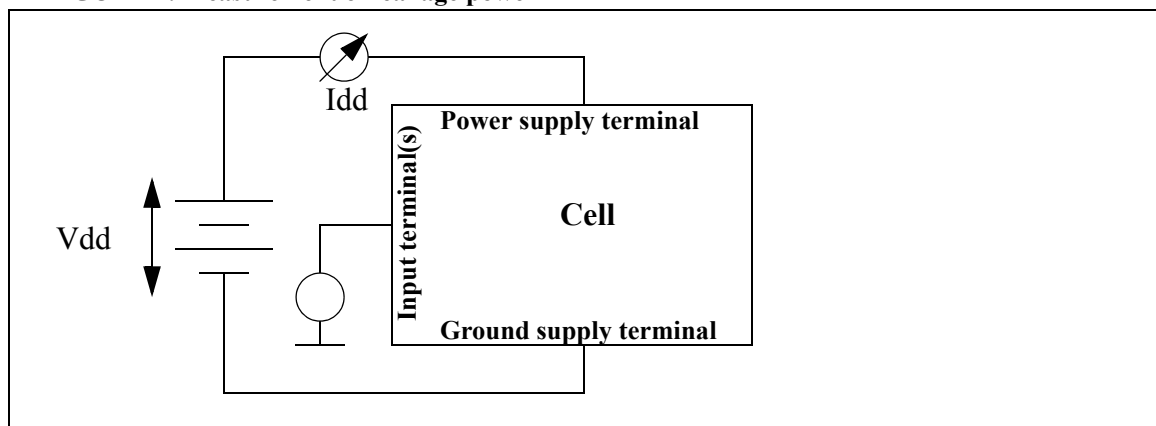 Idd
Power supply terminal
Input terminal(s)
Cell
Vdd
Ground supply terminal